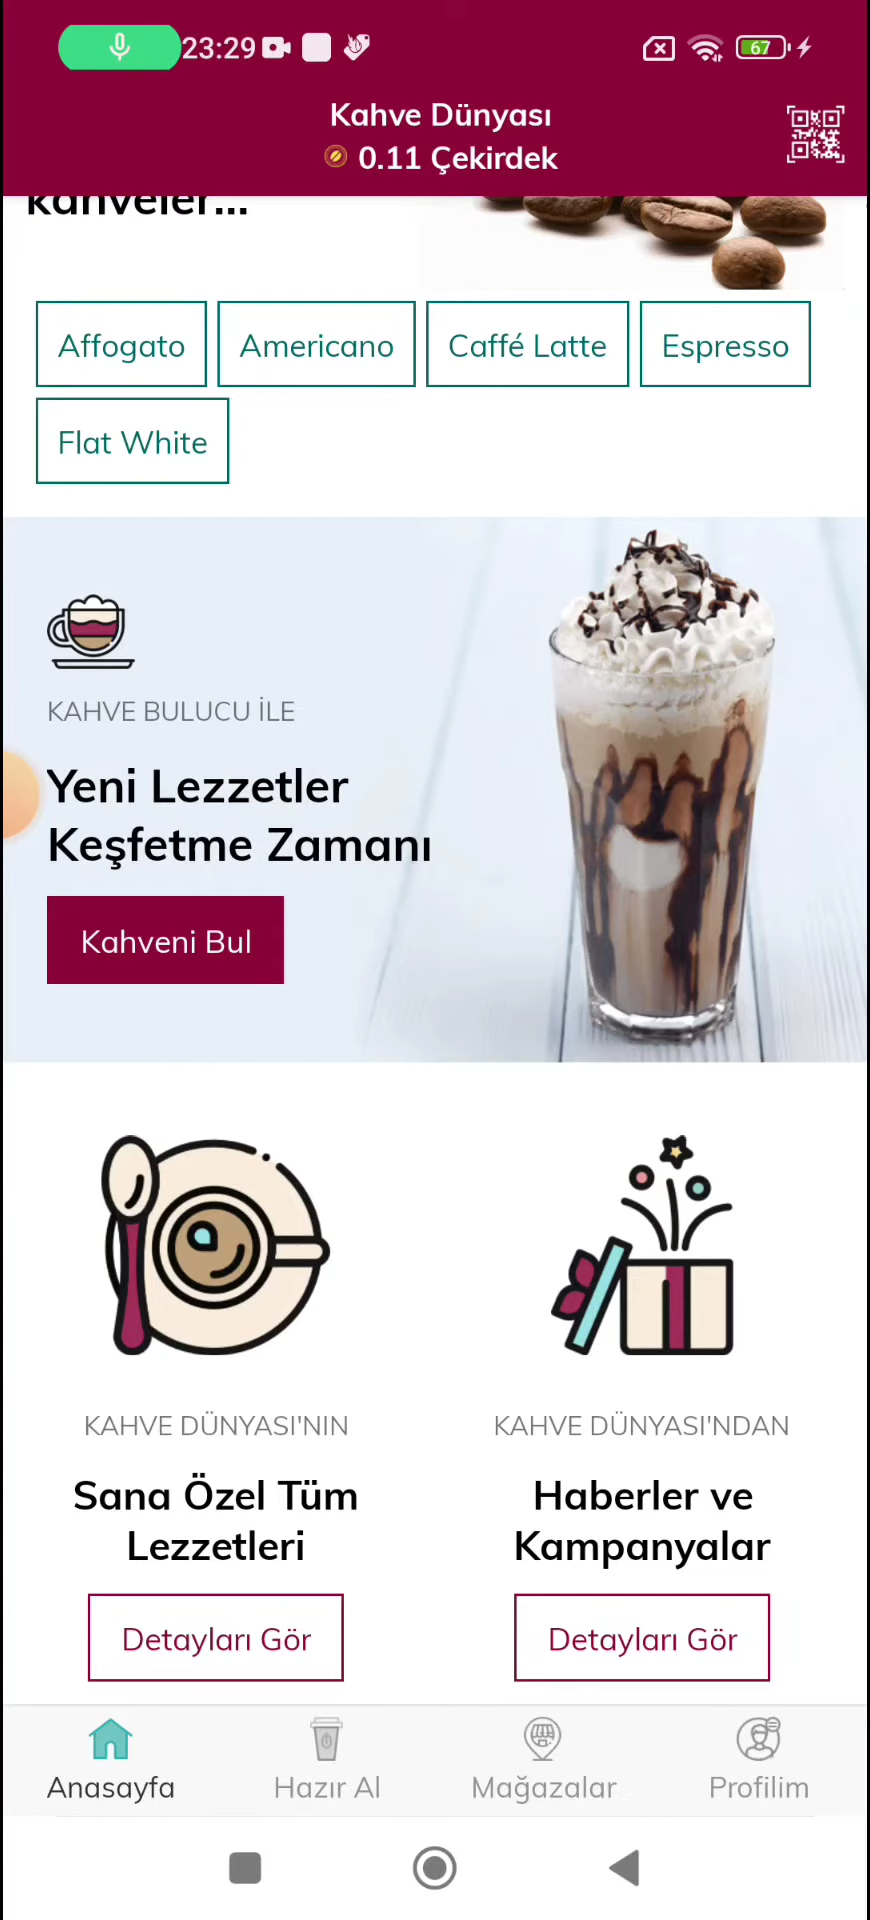 23:29
67
Kahve Dünyası
0.11 Çekirdek
kahveler...
Affogato
Americano
Caffé Latte
Espresso
Flat White
KAHVE BULUCU İLE
Yeni Lezzetler
Keşfetme Zamanı
Kahveni Bul
KAHVE DÜNYASI'NIN
Sana Özel Tüm
Lezzetleri
Detayları Gör
KAHVE DÜNYASI'NDAN
Haberler ve
Kampanyalar
Detayları Gör
Anasayfa
Hazır Al
Mağazalar
Profilim